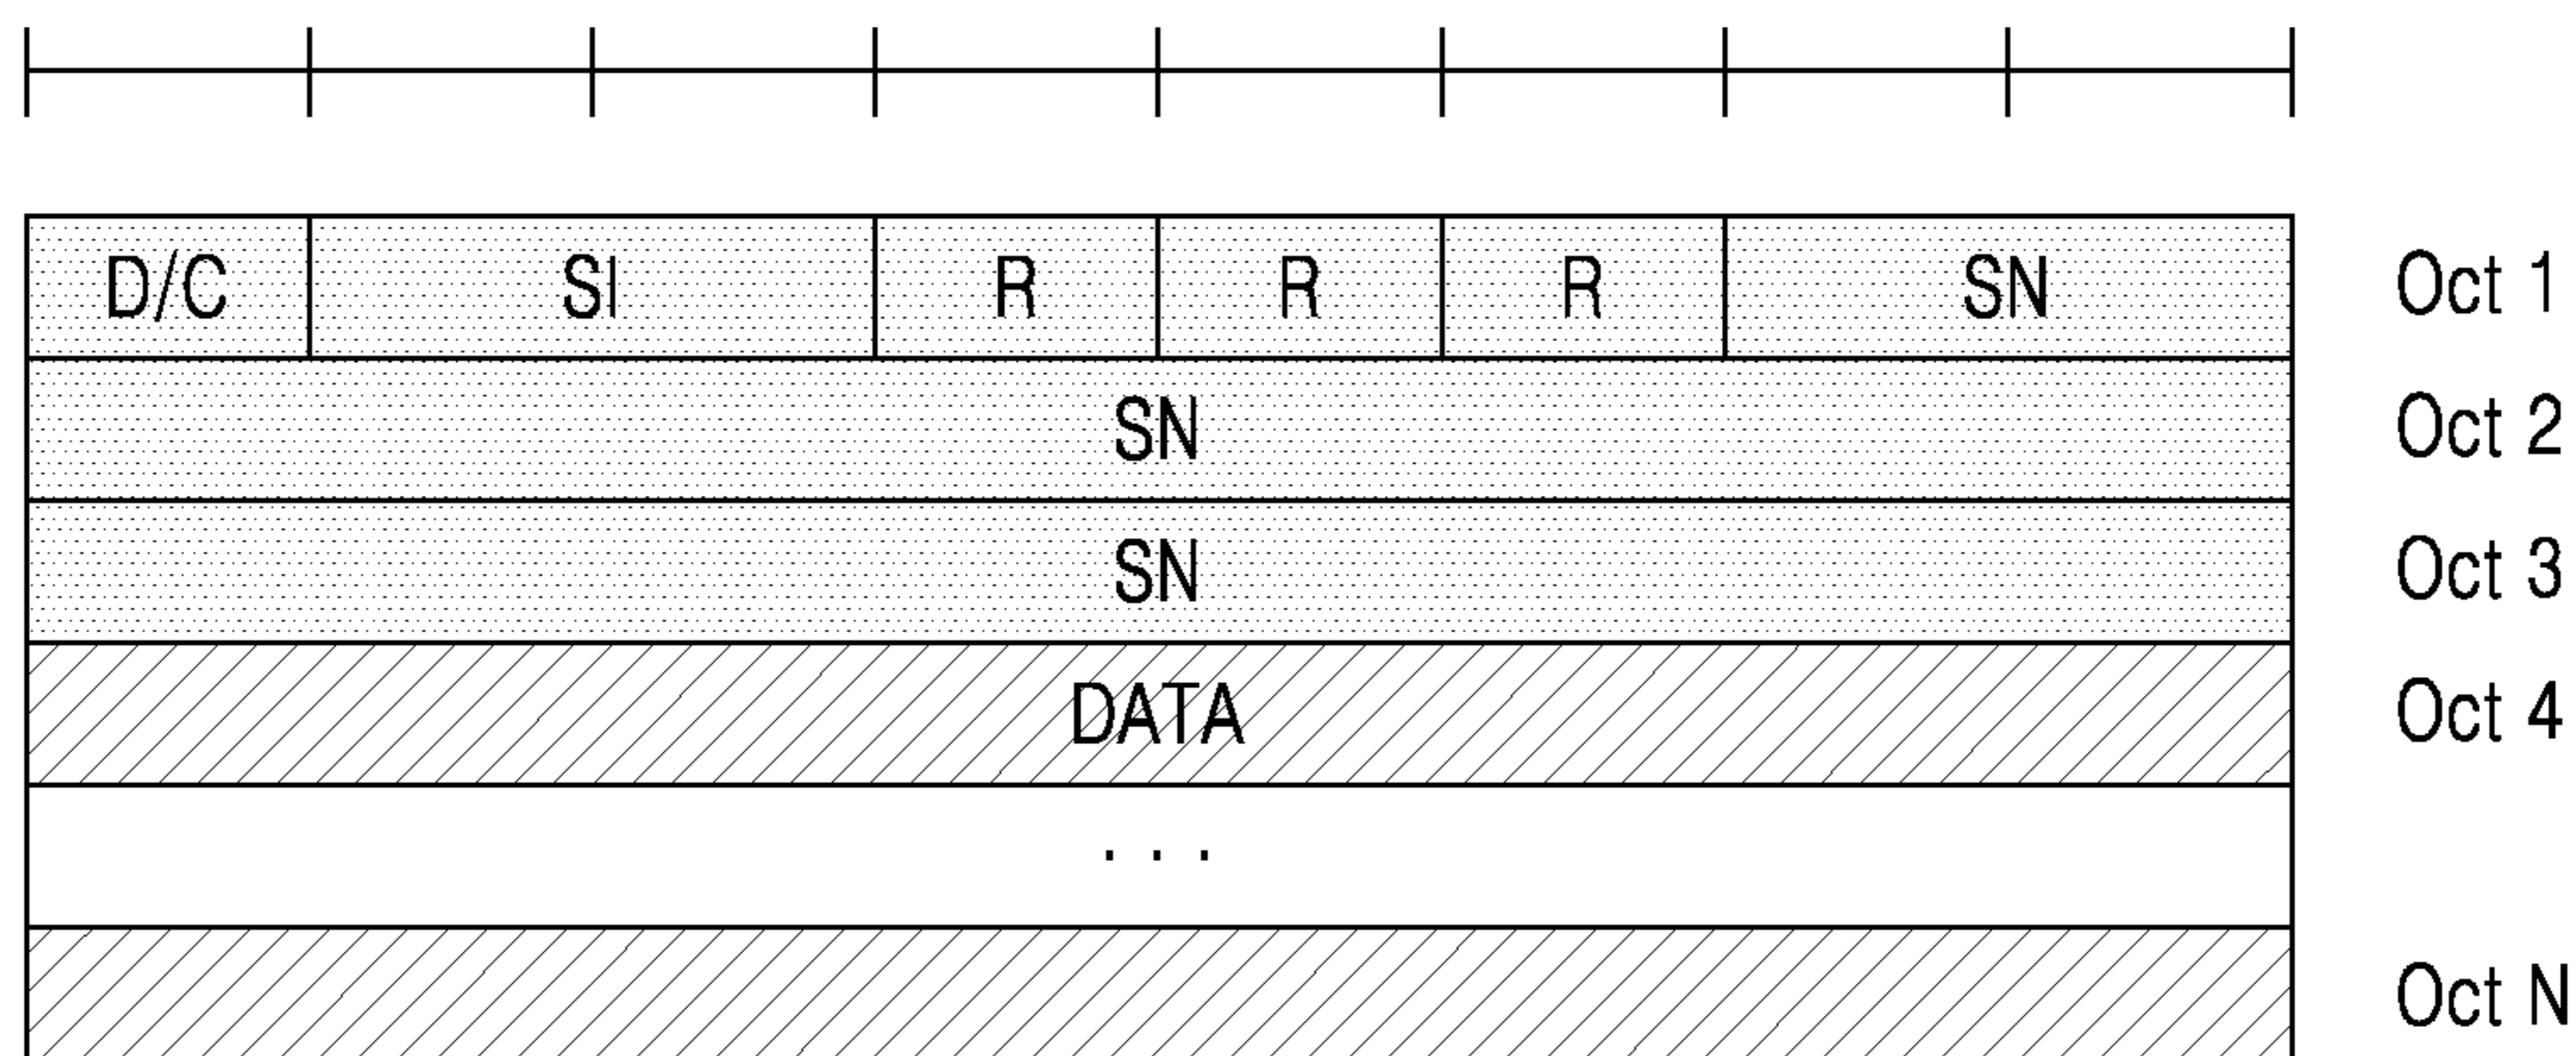 D/C SI R R R SN Oct 1
SN Oct 2
SN Oct 3
DATA Oct 4
. . .
Oct N